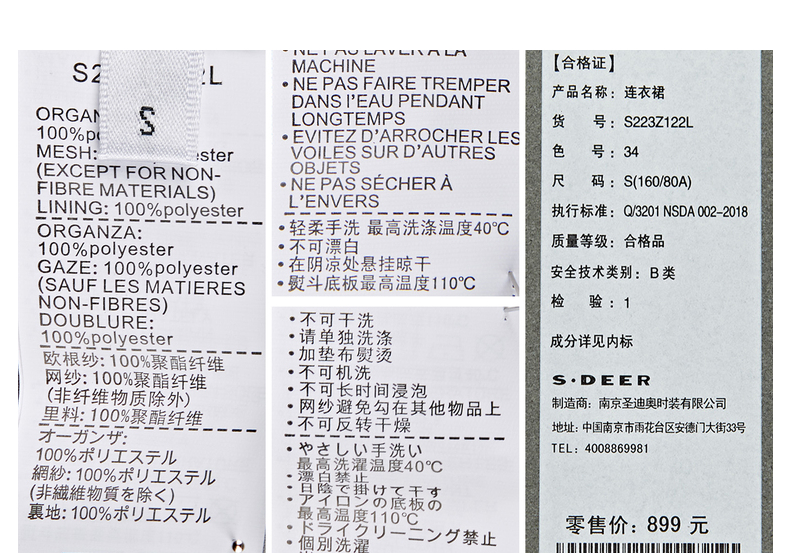 S
MESH:
(EXCEPT FOR NON-
FIBRE MATERIALS)
LINING: 100%polyester
ORGANZA:
100%polyester
GAZE: 100%polyester
(SAUF LES MATIERES
NON-FIBRES)
DOUBLURE:
100%polyester
欧根纱: 100%聚酯纤维
网纱: 100%聚酯纤维
(非纤维物质除外)
里料: 100%聚酯纤维
オーガンザ:
100%ポリエステル
網紗: 100%ポリエステル
(非繊維物質を除く)
裏地: 100%ポリエステル
MACHINE
•NE PAS FAIRE TREMPER
DANS l'EAU PENDANT
LONGTEMPS
•EVITEZ D'ARROCHER LES
VOILES SUR D'AUTRES
OBJETS
•NE PAS SÉCHER À
L'ENVERS
•轻柔手洗 最高洗涤温度40℃
•不可漂白
•在阴凉处悬挂晾干
•熨斗底板最高温度110℃
•不可干洗
•请单独洗涤
•加垫布熨烫
•不可机洗
•不可长时间浸泡
•网纱避免勾在其他物品上
•不可反转干燥
•やさしい手洗い
最高洗濯温度40℃
•漂白禁止
•日陰で掛けて干す
•アイロンの底板の
最高温度110℃
•ドライクリーニング禁止
•個別洗濯
【合格证】
产品名称: 连衣裙
货 号: S223Z122L
色 号: 34
尺 码: S(160/80A)
执行标准: Q/3201 NSDA 002-2018
质量等级: 合格品
安全技术类别: B 类
检 验: 1
成分详见内标
S·DEER
制造商: 南京圣迪奥时装有限公司
地址: 中国南京市雨花台区安德门大街33号
TEL: 4008869981
零售价: 899 元